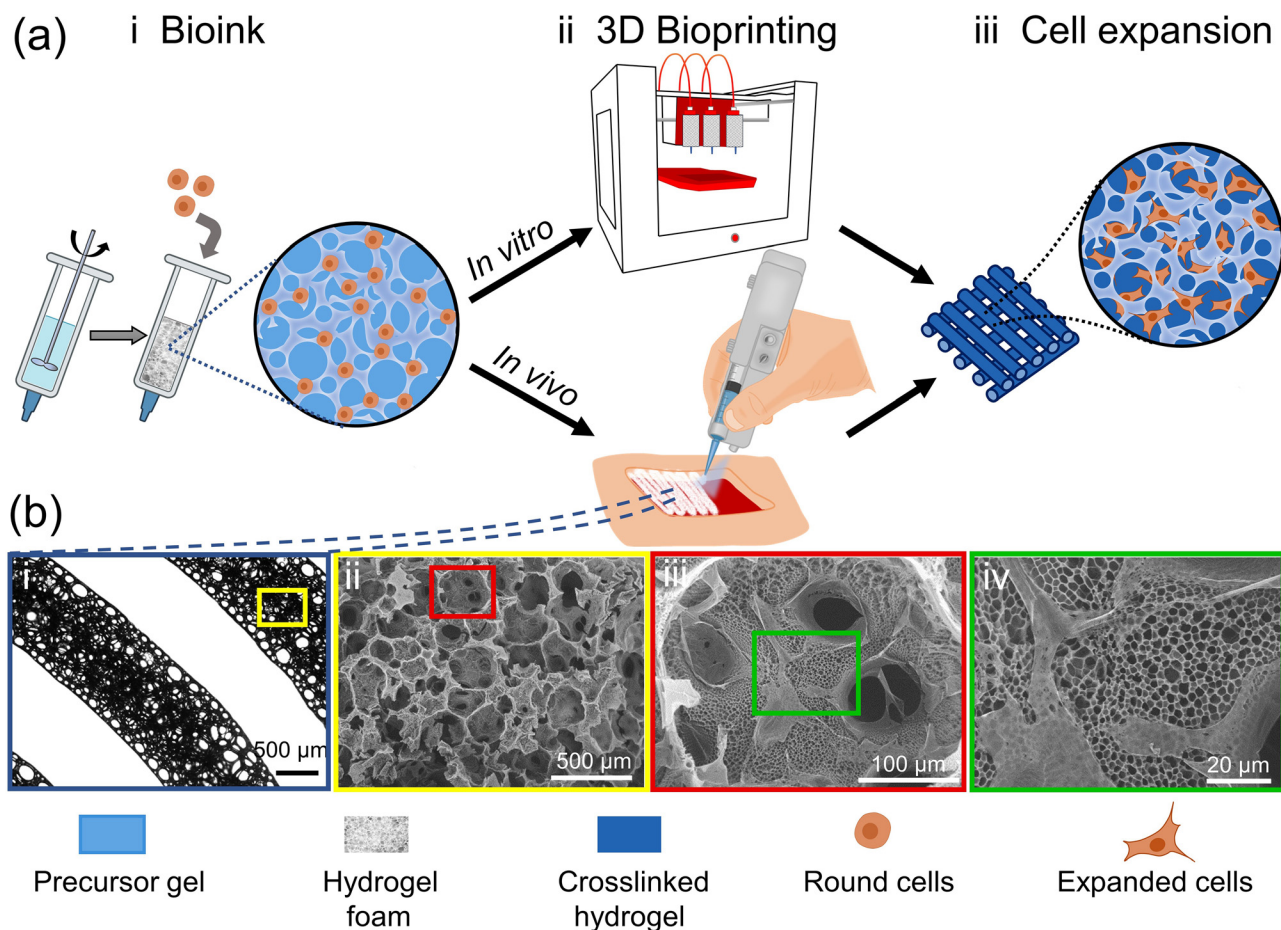 (a) i Bioink ii 3D Bioprinting iii Cell expansion
In vitro
In vivo
(b)
i ii iii iv
500 µm 500 µm 100 µm 20 µm
Precursor gel Hydrogel foam Crosslinked hydrogel Round cells Expanded cells